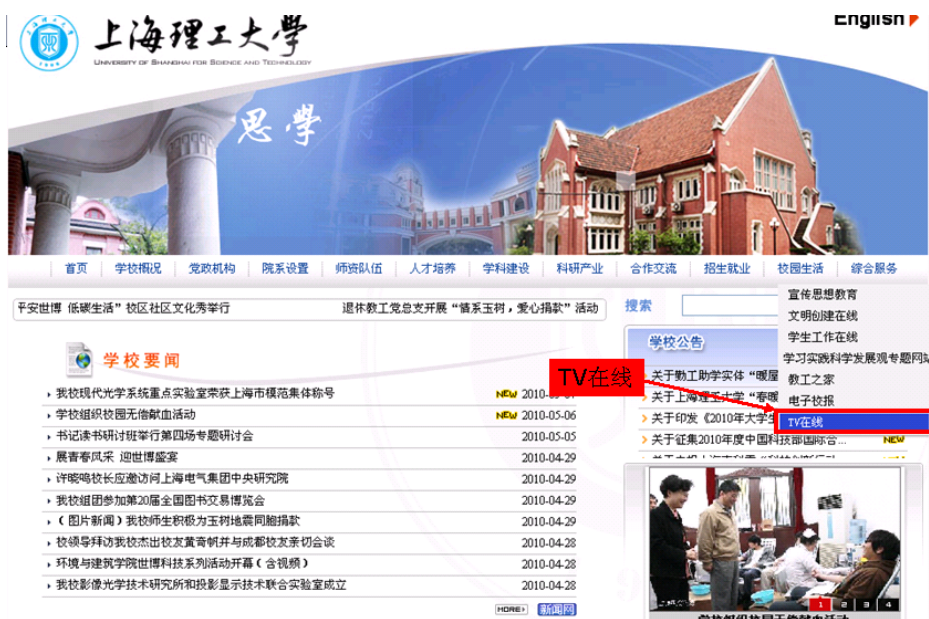 上海理工大学
UNIVERSITY OF SHANGHAI FOR SCIENCE AND TECHNOLOGY
English
思學
首页 学校概况 党政机构 院系设置 师资队伍 人才培养 学科建设 科研产业 合作交流 招生就业 校园生活 综合服务
平安世博 低碳生活”校区社区文化秀举行 退休教工党总支开展“情系玉树，爱心捐款”活动
搜索
宣传思想教育
文明创建在线
学生工作在线
学习实践科学发展观专题网站
教工之家
电子校报
TV在线
TV在线
学校要闻
我校现代光学系统重点实验室荣获上海市模范集体称号 NEW
学校组织校园无偿献血活动 NEW 2010-05-06
书记读书研讨班举行第四场专题研讨会 2010-05-05
展青春风采 迎世博盛宴 2010-04-29
许晓鸣校长应邀访问上海电气集团中央研究院 2010-04-29
我校组团参加第20届全国图书交易博览会 2010-04-29
（图片新闻）我校师生积极为玉树地震同胞捐款 2010-04-29
校领导拜访我校杰出校友黄奇帆并与成都校友亲切会谈 2010-04-28
环境与建筑学院世博科技系列活动开幕（含视频） 2010-04-28
我校影像光学技术研究所和投影显示技术联合实验室成立 2010-04-28
MORE 新闻网
学校公告
关于勤工助学实体“暖屋
关于上海理工大学“春暖
关于印发《2010年大学生
关于征集2010年度中国科技部国际合... NEW
1 2 3 4
学校组织校园无偿献血活动